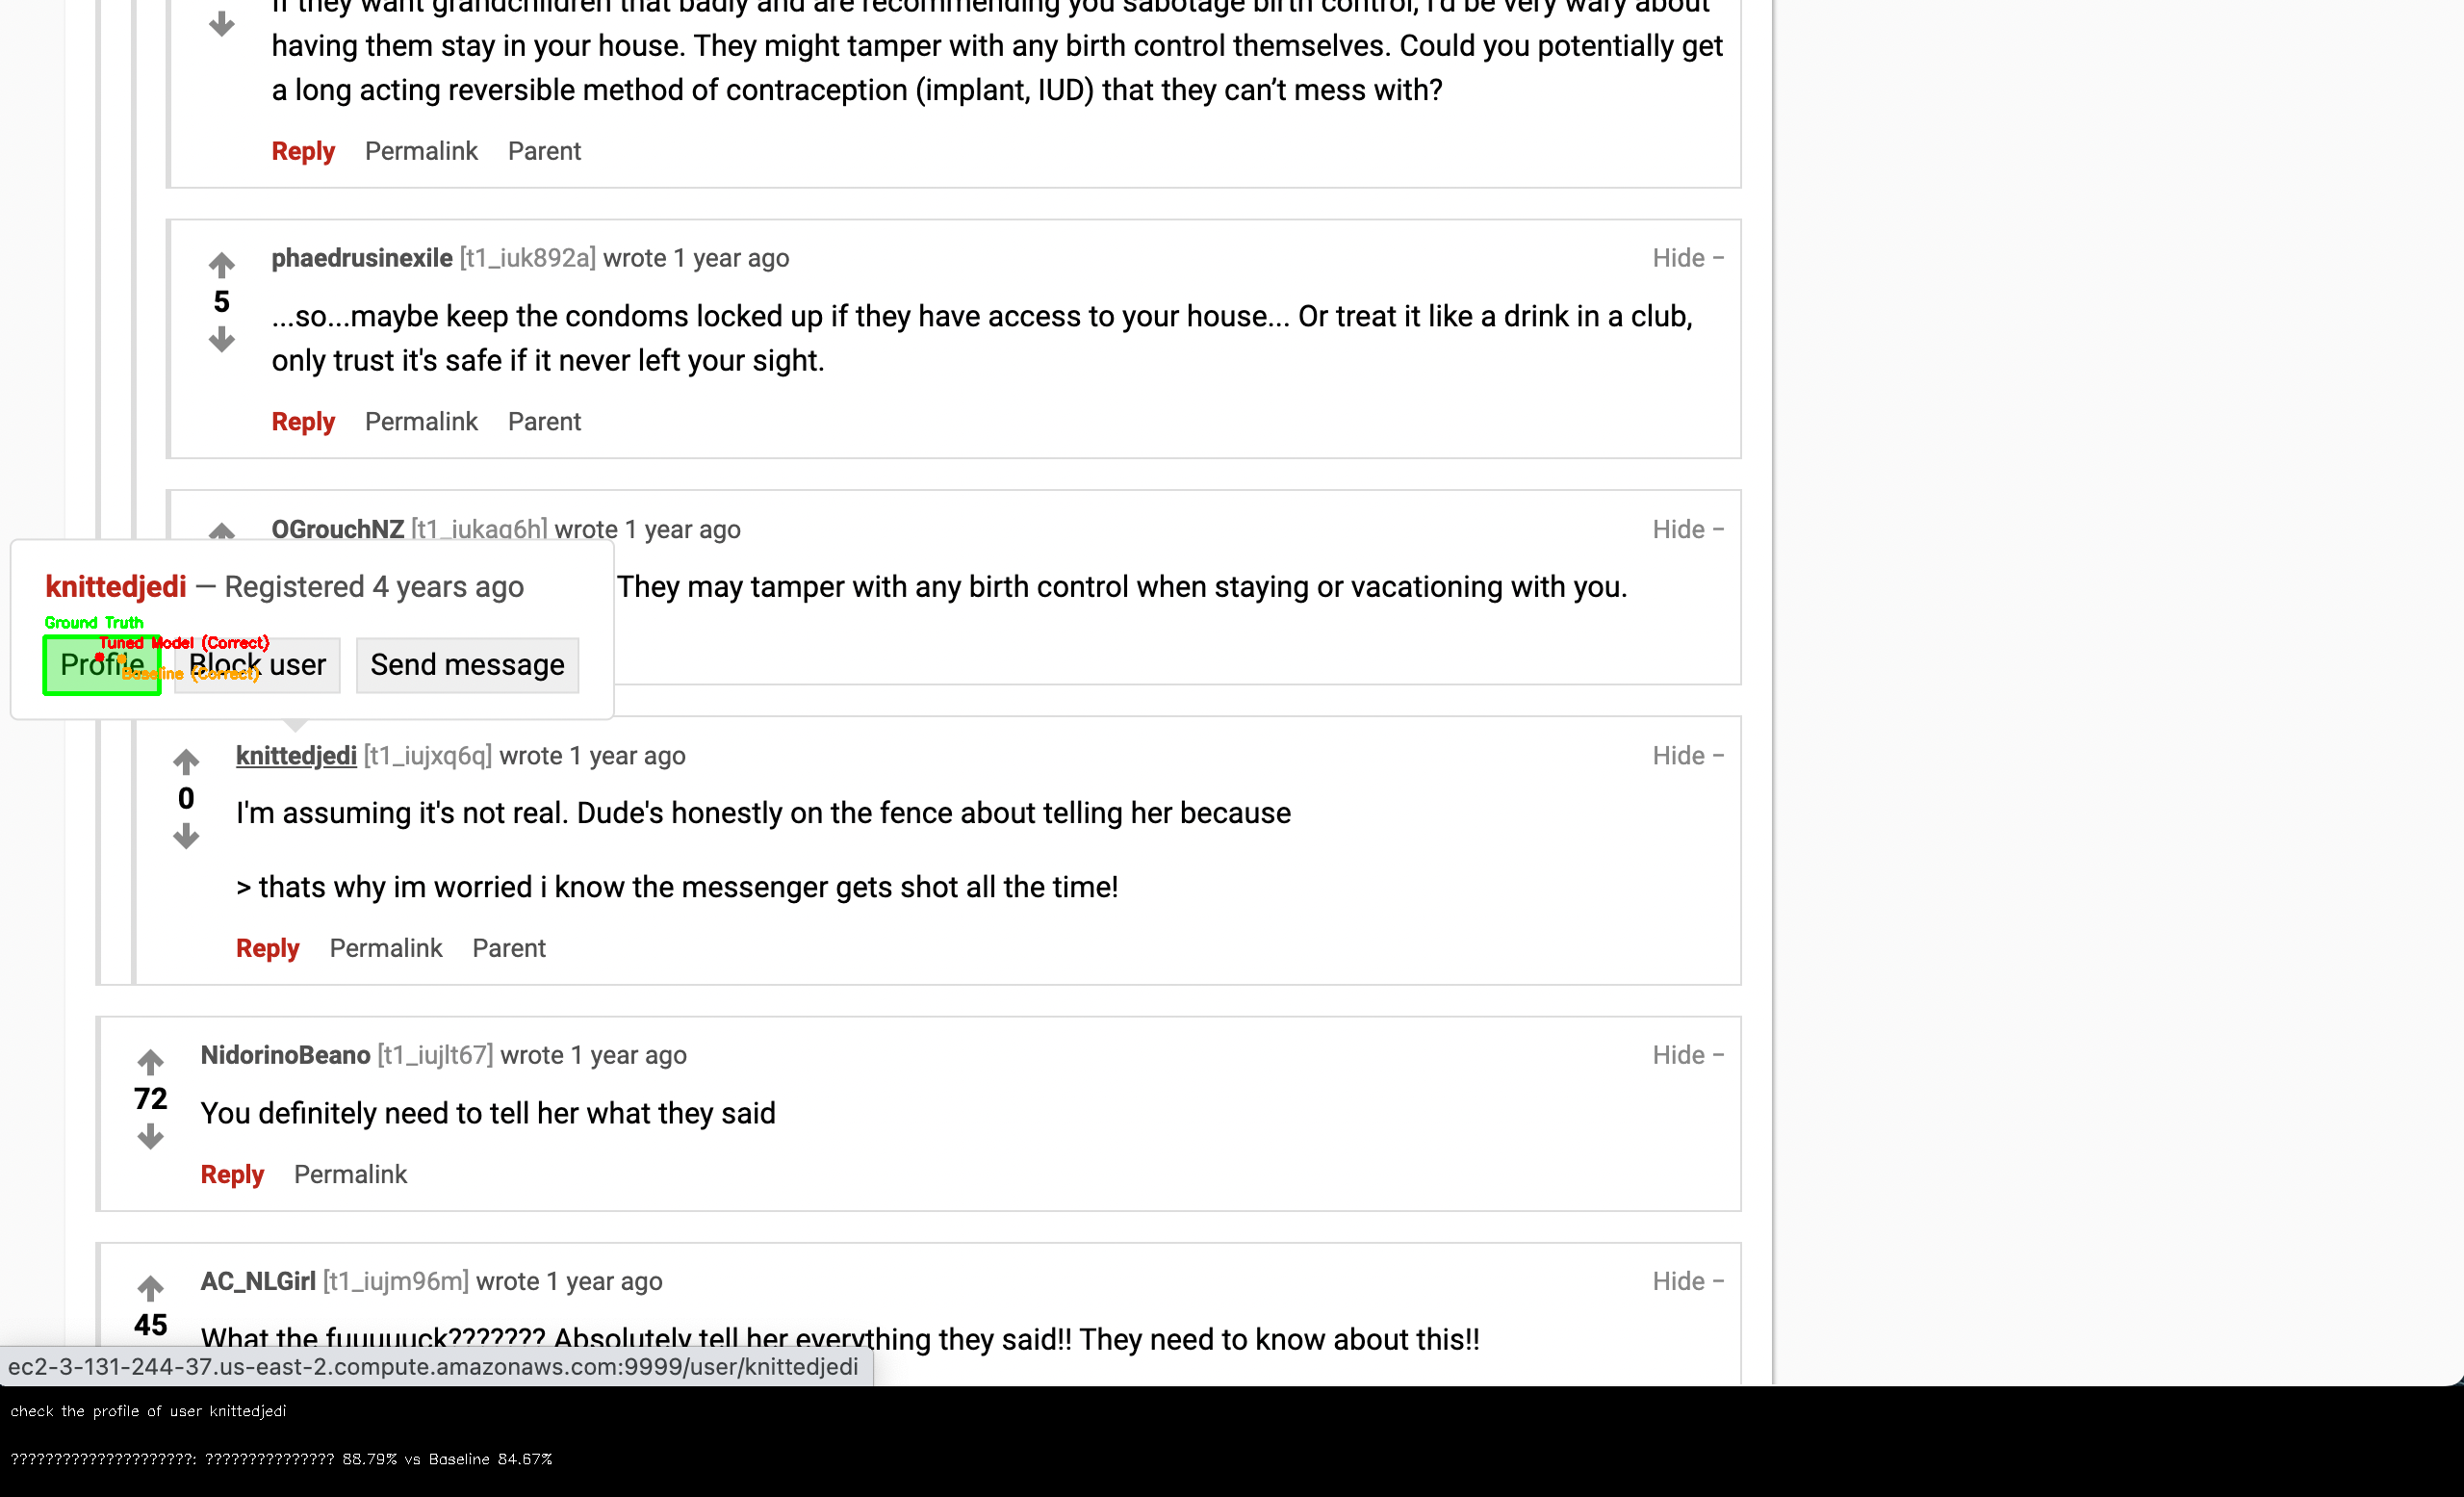 If they want grandchildren that badly and are recommending you sabotage birth control, I'd be very wary about
having them stay in your house. They might tamper with any birth control themselves. Could you potentially get
a long acting reversible method of contraception (implant, IUD) that they can’t mess with?
Reply Permalink Parent
phaedrusinexile [t1_iuk892a] wrote 1 year ago Hide −
5
...so...maybe keep the condoms locked up if they have access to your house... Or treat it like a drink in a club,
only trust it's safe if it never left your sight.
Reply Permalink Parent
OGrouchNZ [t1_iukaq6h] wrote 1 year ago Hide −
They may tamper with any birth control when staying or vacationing with you.
knittedjedi — Registered 4 years ago
Ground Truth
Tuned Model (Correct)
Profile Block user Send message
Baseline (Correct)
knittedjedi [t1_iujxq6q] wrote 1 year ago Hide −
0
I'm assuming it's not real. Dude's honestly on the fence about telling her because
> thats why im worried i know the messenger gets shot all the time!
Reply Permalink Parent
NidorinoBeano [t1_iujlt67] wrote 1 year ago Hide −
72
You definitely need to tell her what they said
Reply Permalink
AC_NLGirl [t1_iujm96m] wrote 1 year ago Hide −
45
What the fuuuuuck??????? Absolutely tell her everything they said!! They need to know about this!!
ec2-3-131-244-37.us-east-2.compute.amazonaws.com:9999/user/knittedjedi
check the profile of user knittedjedi
?????????????????????: ??????????????? 88.79% vs Baseline 84.67%